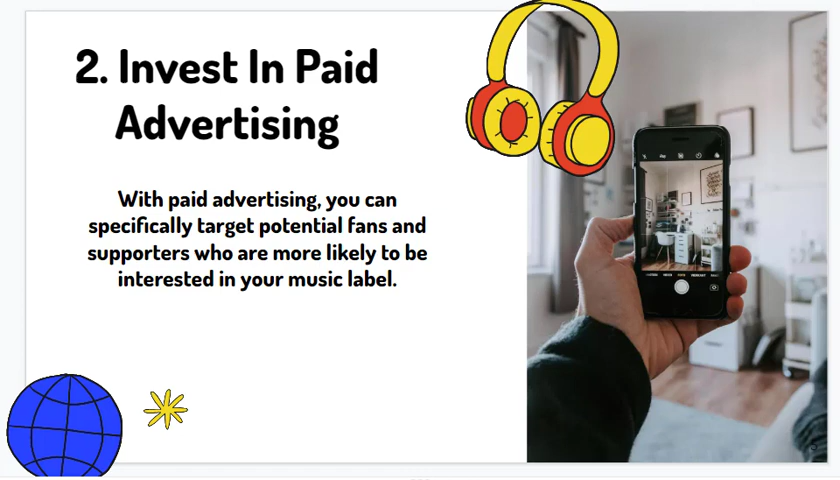 2. Invest In Paid
Advertising
With paid advertising, you can
specifically target potential fans and
supporters who are more likely to be
interested in your music label.